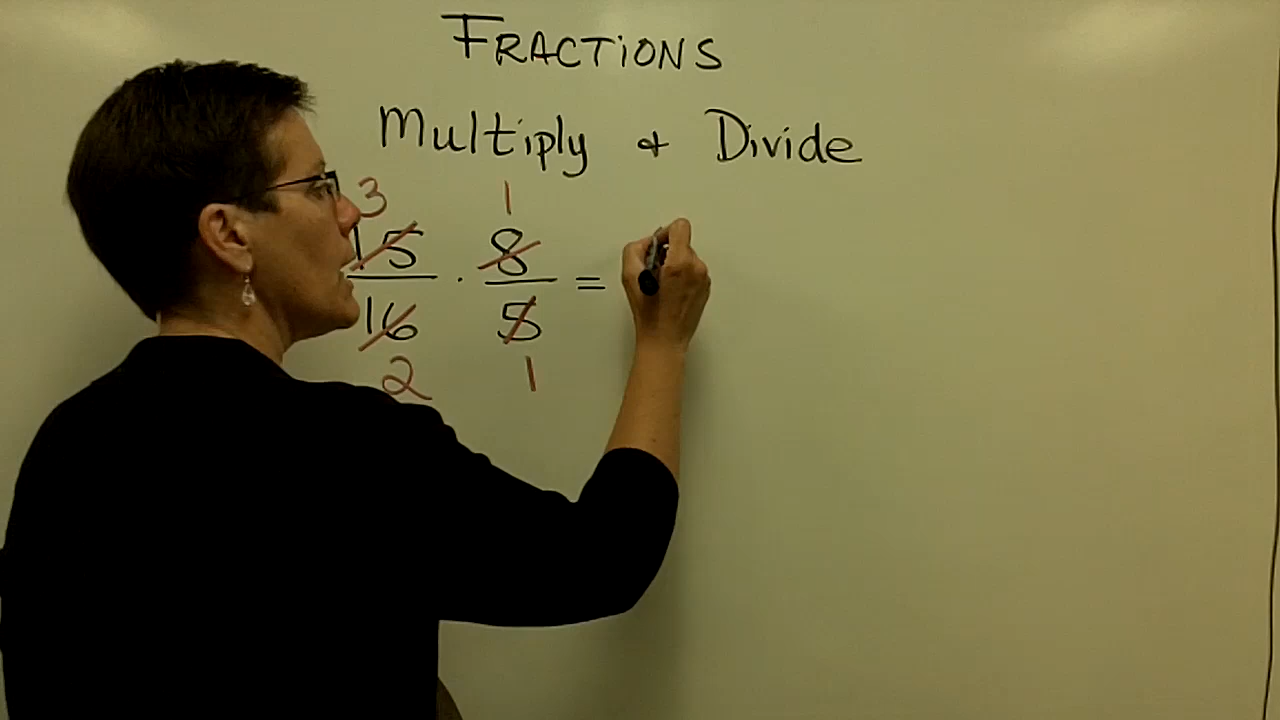 FRACTIONS
Multiply & Divide
3 1
15 · 8 =
16 5
2 1